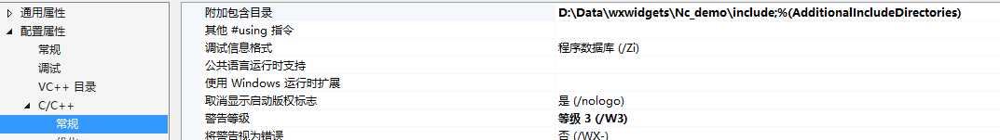 通用属性
配置属性
常规
调试
VC++ 目录
C/C++
常规
附加包含目录 D:\Data\wxwidgets\Nc_demo\include;%(AdditionalIncludeDirectories)
其他 #using 指令
调试信息格式 程序数据库 (/Zi)
公共语言运行时支持
使用 Windows 运行时扩展
取消显示启动版权标志 是 (/nologo)
警告等级 等级 3 (/W3)
将警告视为错误 否 (/WX-)